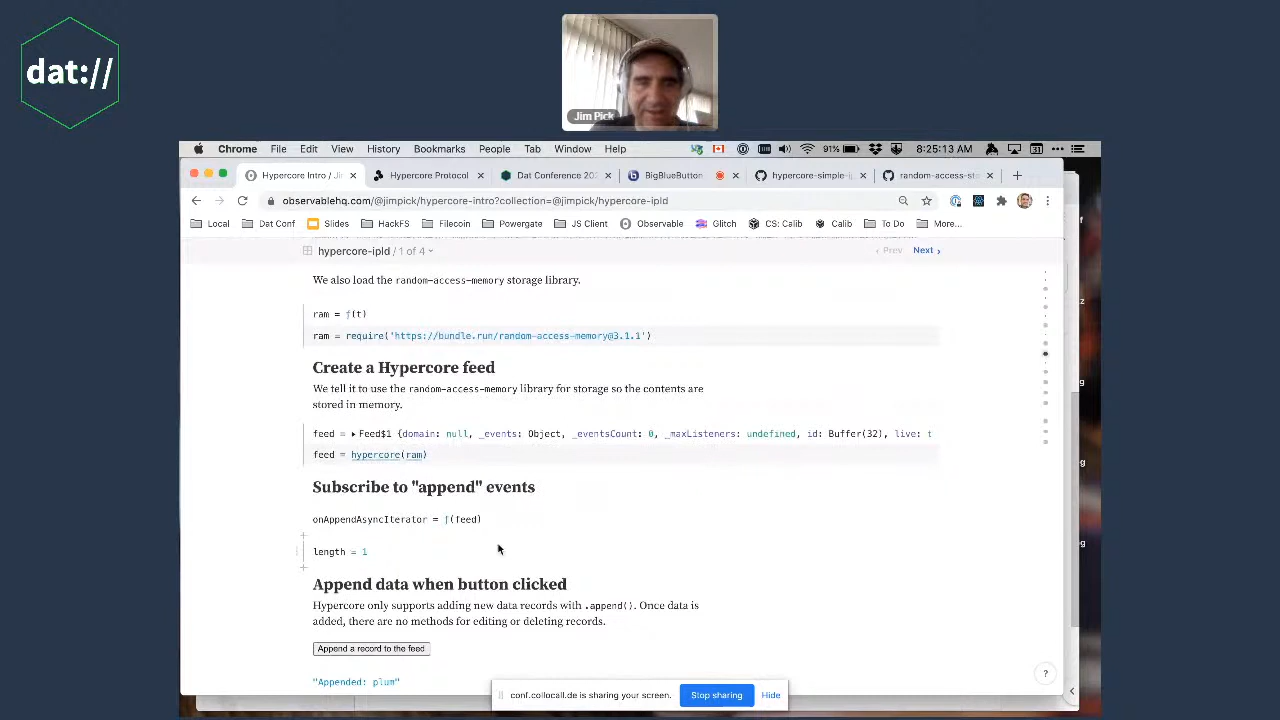 dat://
Jim Pick
Chrome File Edit View History Bookmarks People Tab Window Help 91% 8:25:13 AM
Hypercore Intro / Ji Hypercore Protocol Dat Conference 202 BigBlueButton hypercore-simple-ip random-access-sto
observablehq.com/@jimpick/hypercore-intro?collection=@jimpick/hypercore-ipld
Local Dat Conf Slides HackFS Filecoin Powergate JS Client Observable Glitch CS: Calib Calib To Do More...
hypercore-ipld / 1 of 4 ‹ Prev Next ›
We also load the random-access-memory storage library.
ram = ƒ(t)
ram = require('https://bundle.run/random-access-memory@3.1.1')
Create a Hypercore feed
We tell it to use the random-access-memory library for storage so the contents are
stored in memory.
feed = ▸ Feed$1 {domain: null, _events: Object, _eventsCount: 0, _maxListeners: undefined, id: Buffer(32), live: t
feed = hypercore(ram)
Subscribe to "append" events
onAppendAsyncIterator = ƒ(feed)
length = 1
Append data when button clicked
Hypercore only supports adding new data records with .append(). Once data is
added, there are no methods for editing or deleting records.
Append a record to the feed
"Appended: plum"
conf.collocall.de is sharing your screen. Stop sharing Hide